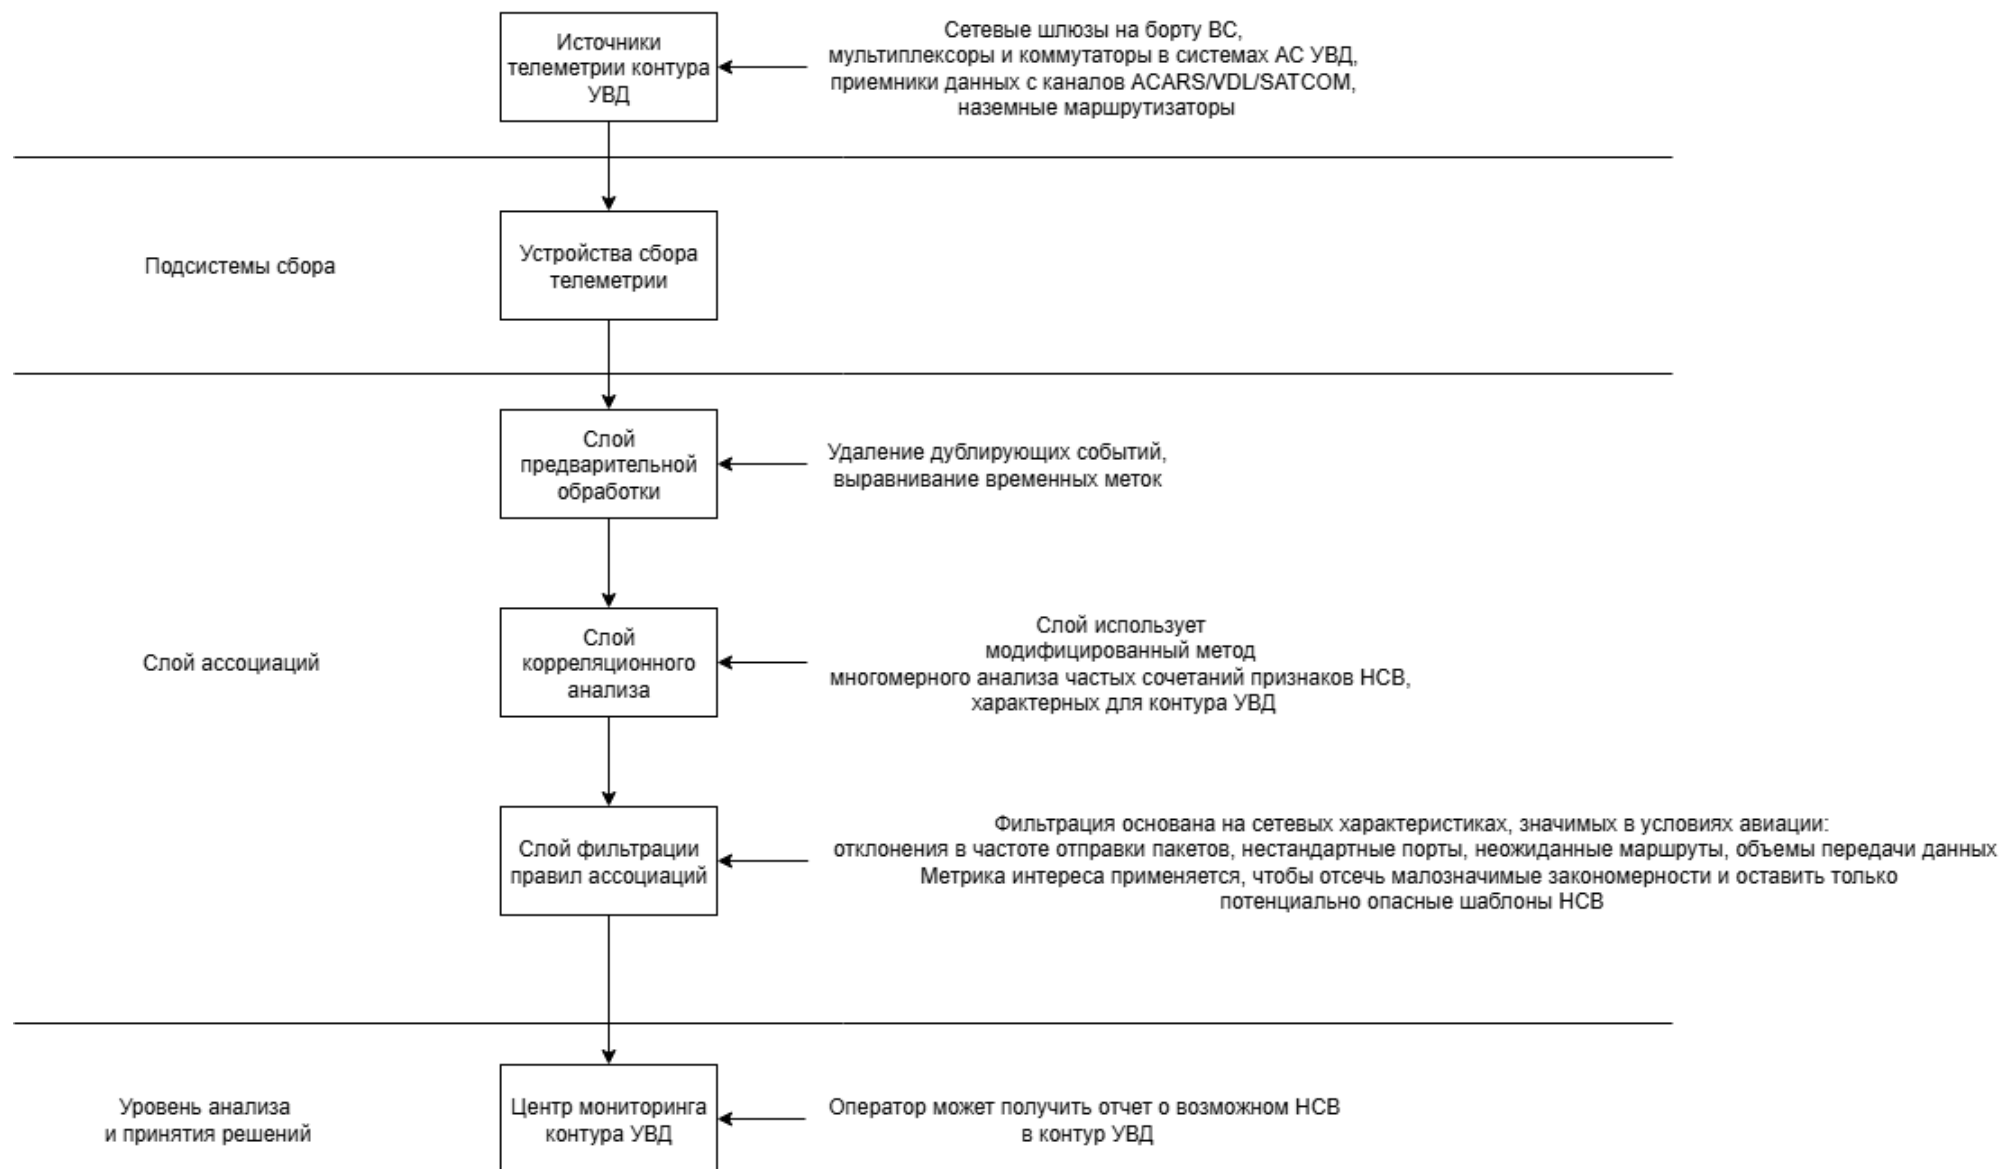 Источники
телеметрии контура
УВД
Сетевые шлюзы на борту ВС,
мультиплексоры и коммутаторы в системах АС УВД,
приемники данных с каналов ACARS/VDL/SATCOM,
наземные маршрутизаторы
Подсистемы сбора
Устройства сбора
телеметрии
Слой
предварительной
обработки
Удаление дублирующих событий,
выравнивание временных меток
Слой ассоциаций
Слой
корреляционного
анализа
Слой использует
модифицированный метод
многомерного анализа частых сочетаний признаков НСВ,
характерных для контура УВД
Слой фильтрации
правил ассоциаций
Фильтрация основана на сетевых характеристиках, значимых в условиях авиации:
отклонения в частоте отправки пакетов, нестандартные порты, неожиданные маршруты, объемы передачи данных
Метрика интереса применяется, чтобы отсечь малозначимые закономерности и оставить только
потенциально опасные шаблоны НСВ
Уровень анализа
и принятия решений
Центр мониторинга
контура УВД
Оператор может получить отчет о возможном НСВ
в контур УВД